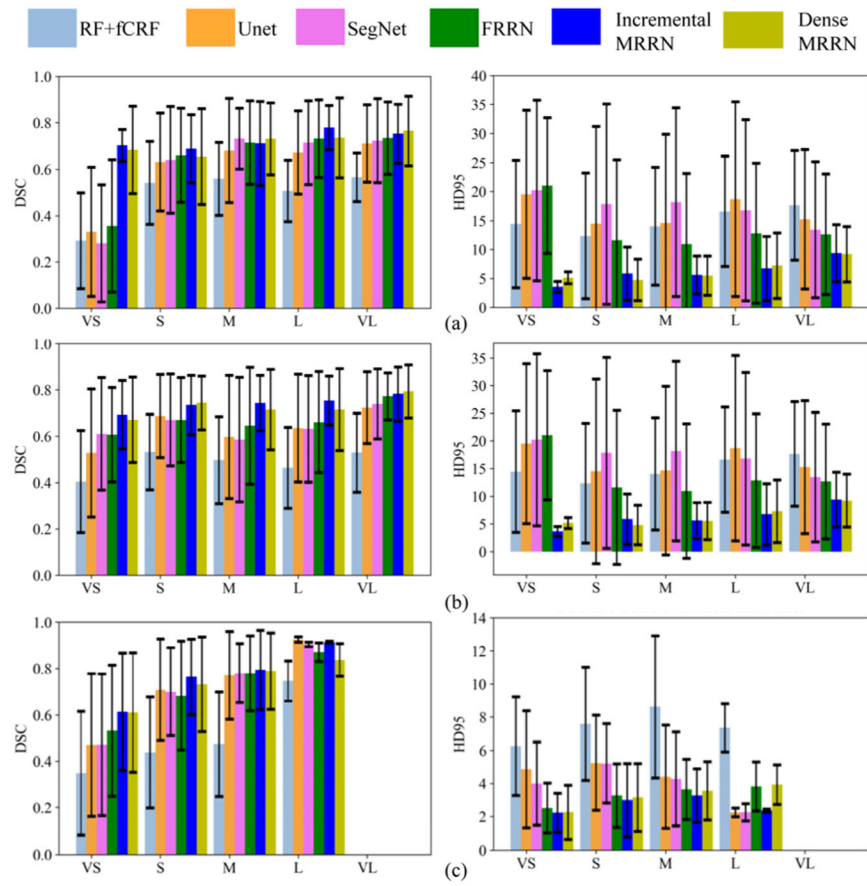 RF+fCRF Unet SegNet FRRN Incremental MRRN Dense MRRN
1.0 0.8 0.6 0.4 0.2 0.0
DSC
VS S M L VL
40 35 30 25 20 15 10 5 0
HD95
VS S M L VL
(a)
1.0 0.8 0.6 0.4 0.2 0.0
DSC
VS S M L VL
35 30 25 20 15 10 5 0
HD95
VS S M L VL
(b)
1.0 0.8 0.6 0.4 0.2 0.0
DSC
VS S M L VL
14 12 10 8 6 4 2 0
HD95
VS S M L VL
(c)